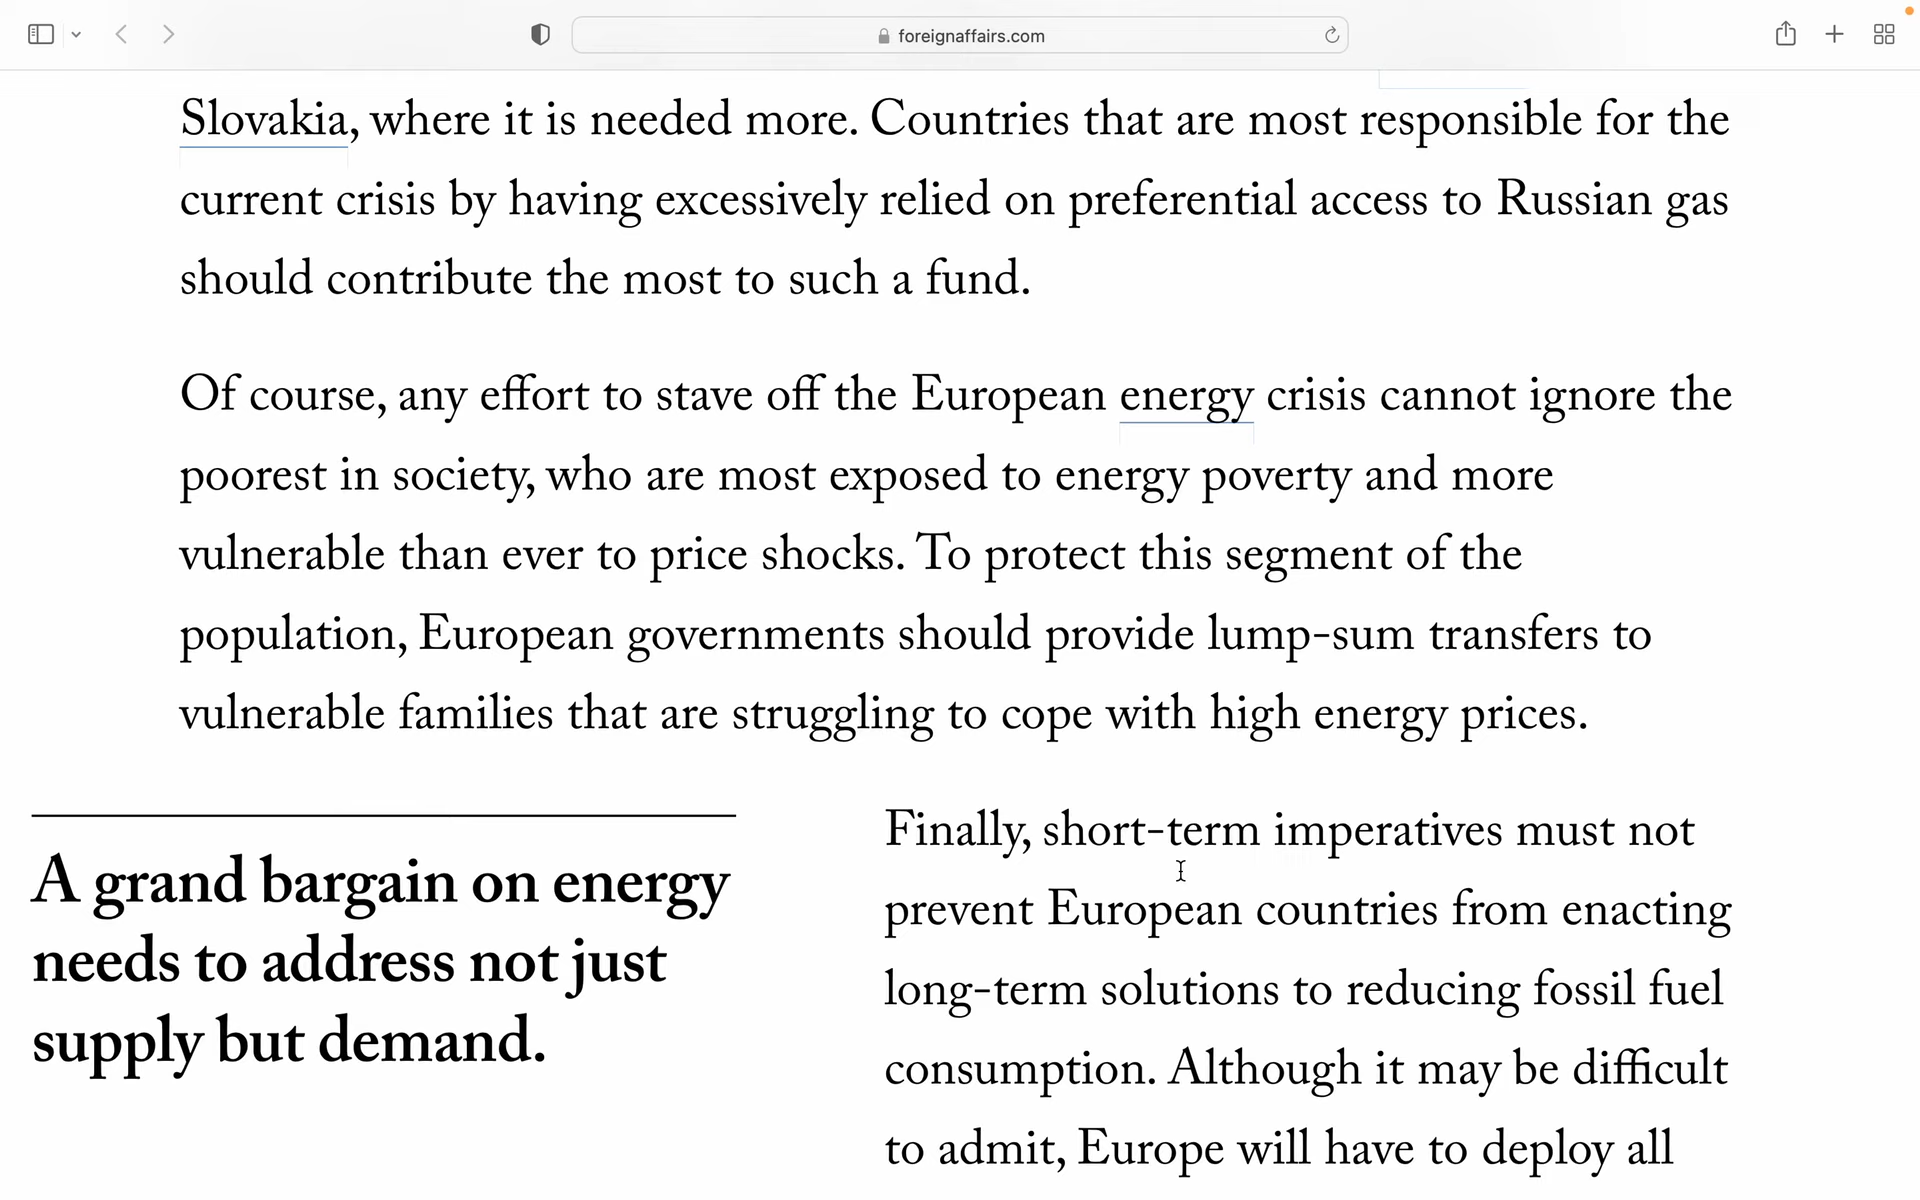 foreignaffairs.com
Slovakia, where it is needed more. Countries that are most responsible for the
current crisis by having excessively relied on preferential access to Russian gas
should contribute the most to such a fund.
Of course, any effort to stave off the European energy crisis cannot ignore the
poorest in society, who are most exposed to energy poverty and more
vulnerable than ever to price shocks. To protect this segment of the
population, European governments should provide lump-sum transfers to
vulnerable families that are struggling to cope with high energy prices.
A grand bargain on energy
needs to address not just
supply but demand.
Finally, short-term imperatives must not
prevent European countries from enacting
long-term solutions to reducing fossil fuel
consumption. Although it may be difficult
to admit, Europe will have to deploy all